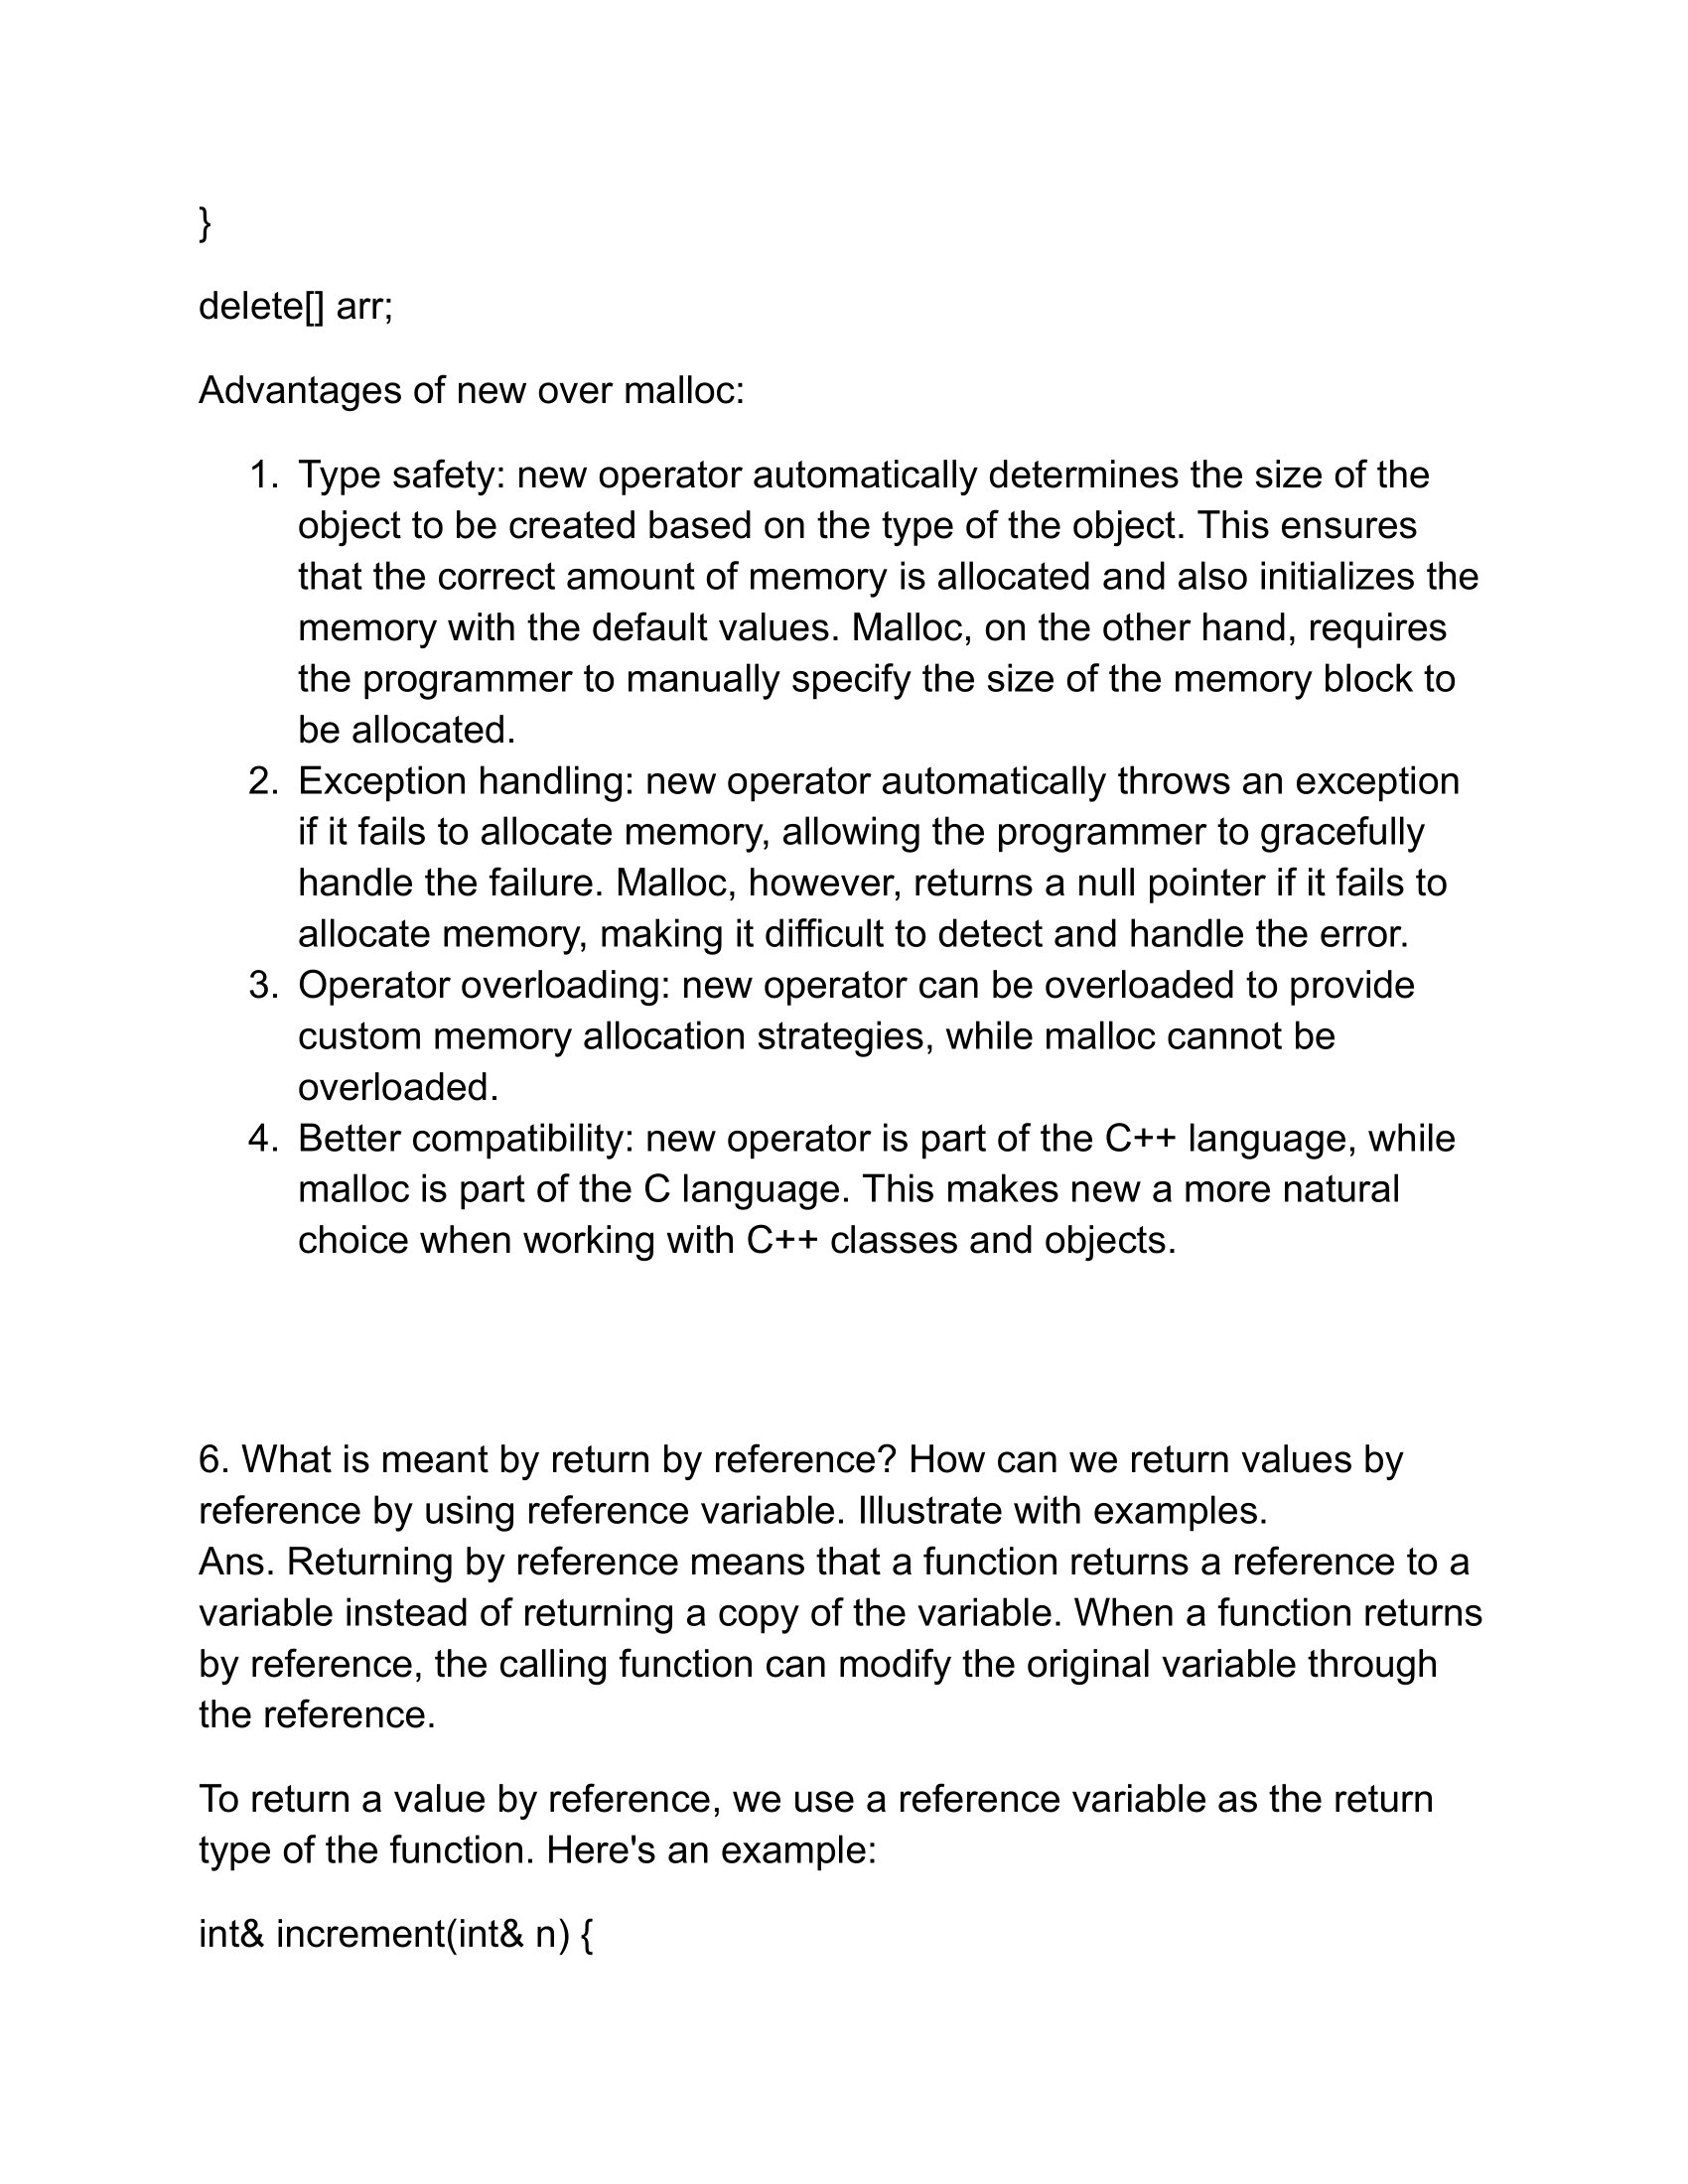 }
delete[] arr;
Advantages of new over malloc:
1. Type safety: new operator automatically determines the size of the
object to be created based on the type of the object. This ensures
that the correct amount of memory is allocated and also initializes the
memory with the default values. Malloc, on the other hand, requires
the programmer to manually specify the size of the memory block to
be allocated.
2. Exception handling: new operator automatically throws an exception
if it fails to allocate memory, allowing the programmer to gracefully
handle the failure. Malloc, however, returns a null pointer if it fails to
allocate memory, making it difficult to detect and handle the error.
3. Operator overloading: new operator can be overloaded to provide
custom memory allocation strategies, while malloc cannot be
overloaded.
4. Better compatibility: new operator is part of the C++ language, while
malloc is part of the C language. This makes new a more natural
choice when working with C++ classes and objects.
6. What is meant by return by reference? How can we return values by
reference by using reference variable. Illustrate with examples.
Ans. Returning by reference means that a function returns a reference to a
variable instead of returning a copy of the variable. When a function returns
by reference, the calling function can modify the original variable through
the reference.
To return a value by reference, we use a reference variable as the return
type of the function. Here's an example:
int& increment(int& n) {